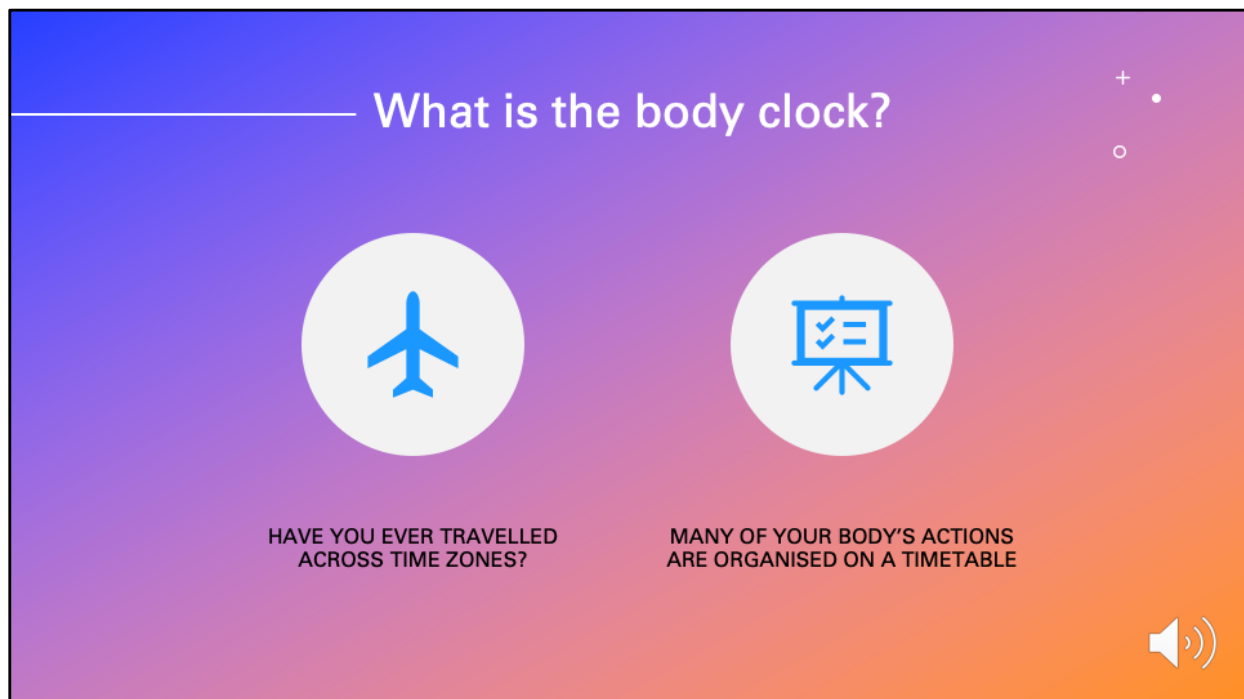 What is the body clock?
HAVE YOU EVER TRAVELLED
ACROSS TIME ZONES?
MANY OF YOUR BODY’S ACTIONS
ARE ORGANISED ON A TIMETABLE